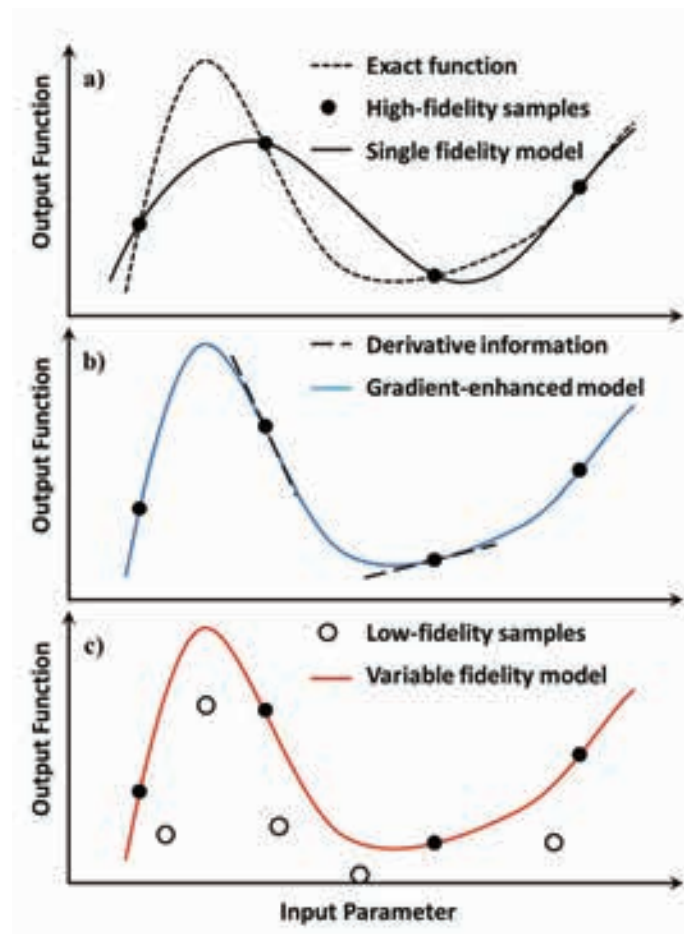 a)
Exact function
High-fidelity samples
Single fidelity model
Output Function
b)
Derivative information
Gradient-enhanced model
Output Function
c)
Low-fidelity samples
Variable fidelity model
Output Function
Input Parameter